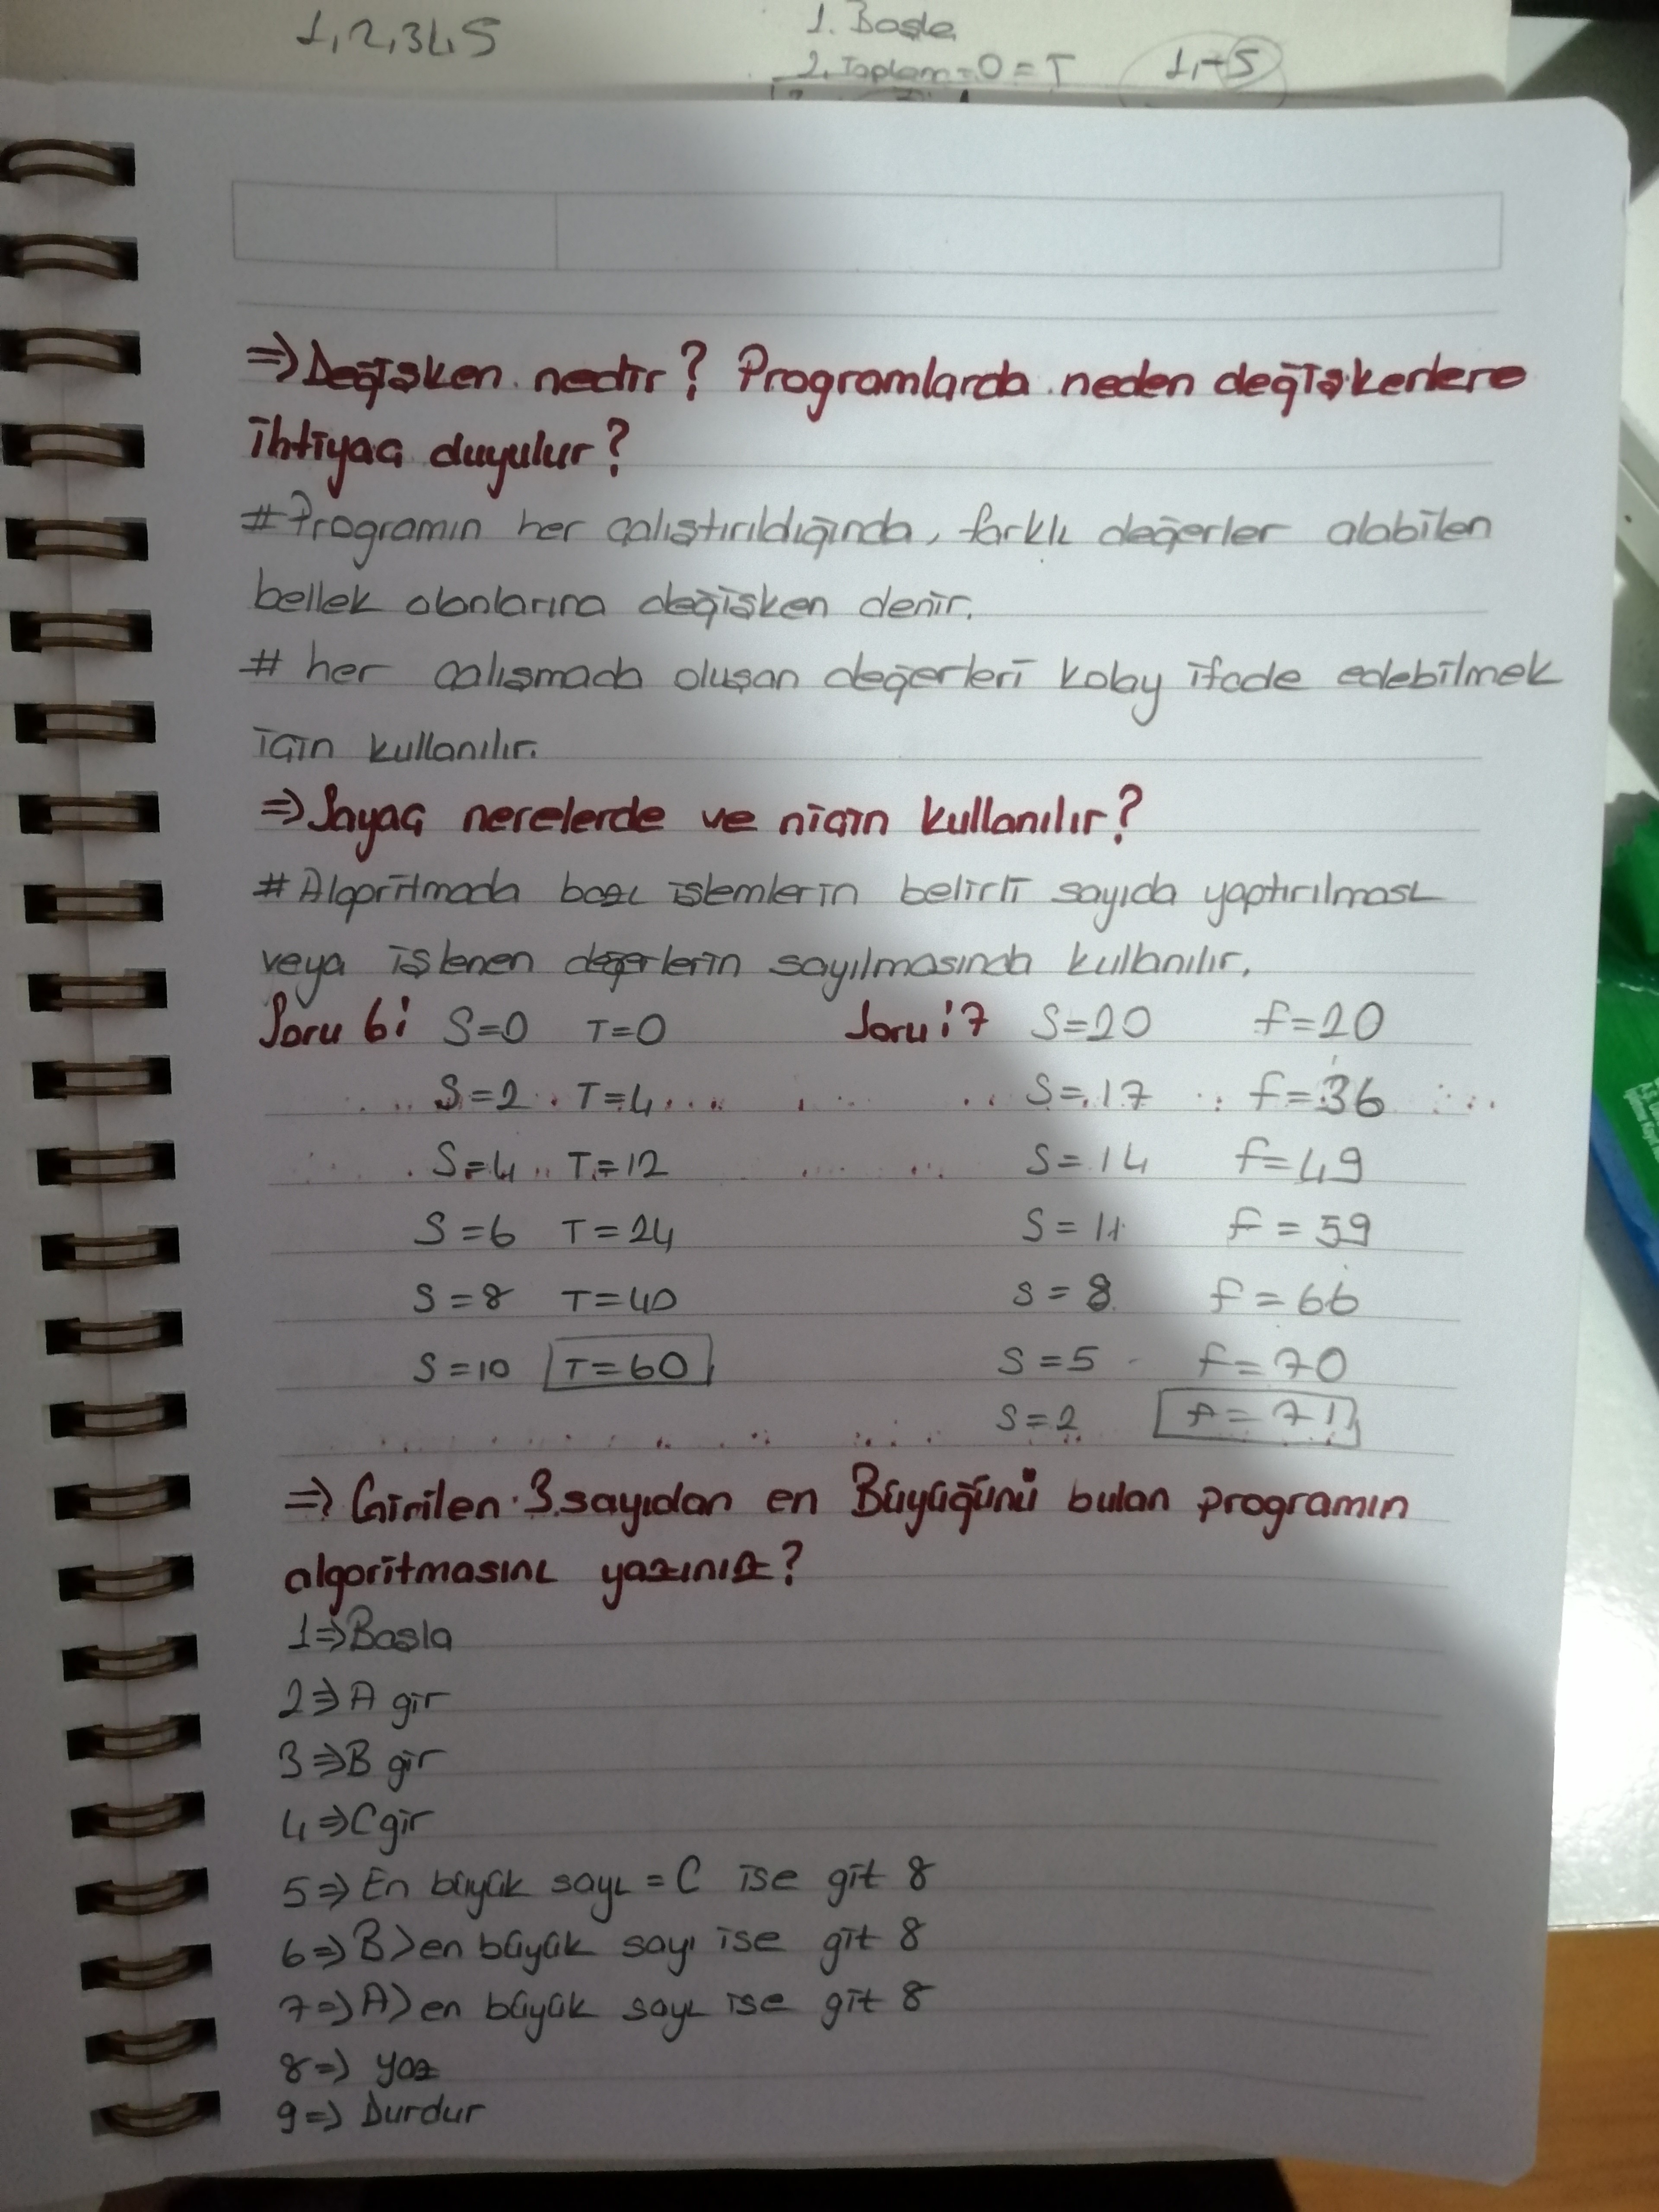 1,2,3,4,5
1. Başla
2. Toplam=0=T
1,-5
⇒) Değişken nedir? Programlarda neden değişkenlere
ihtiyaç duyulur?
# Programın her çalıştırıldığında, farklı değerler alabilen
bellek alanlarına değişken denir.
# her çalışmada oluşan değerleri kolay ifade edebilmek
için kullanılır.
⇒) Sayaç nerelerde ve niçin kullanılır?
# Algoritmada bazı işlemlerin belirli sayıda yaptırılması
veya işlenen değerlerin sayılmasında kullanılır.
Soru 6: S=0 T=0 Soru:7 S=20 f=20
S=2 T=4 S=17 f=36
S=4 T=12 S=14 f=49
S=6 T=24 S=11 f=59
S=8 T=40 S=8 f=66
S=10 T=60 S=5 f=70
S=2 f=71
⇒) Girilen 3 sayıdan en Büyüğünü bulan programın
algoritmasını yazınız?
1⇒Başla
2⇒A gir
3⇒B gir
4⇒C gir
5⇒ En büyük sayı = C ise git 8
6⇒ B>en büyük sayı ise git 8
7⇒) A>en büyük sayı ise git 8
8⇒) yaz
9⇒) Durdur